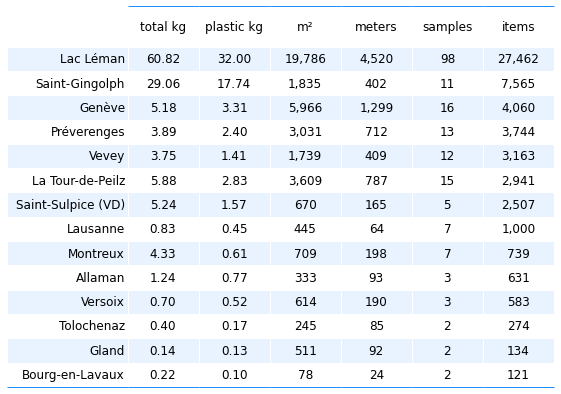 total kg plastic kg m² meters samples items
Lac Léman 60.82 32.00 19,786 4,520 98 27,462
Saint-Gingolph 29.06 17.74 1,835 402 11 7,565
Genève 5.18 3.31 5,966 1,299 16 4,060
Préverenges 3.89 2.40 3,031 712 13 3,744
Vevey 3.75 1.41 1,739 409 12 3,163
La Tour-de-Peilz 5.88 2.83 3,609 787 15 2,941
Saint-Sulpice (VD) 5.24 1.57 670 165 5 2,507
Lausanne 0.83 0.45 445 64 7 1,000
Montreux 4.33 0.61 709 198 7 739
Allaman 1.24 0.77 333 93 3 631
Versoix 0.70 0.52 614 190 3 583
Tolochenaz 0.40 0.17 245 85 2 274
Gland 0.14 0.13 511 92 2 134
Bourg-en-Lavaux 0.22 0.10 78 24 2 121